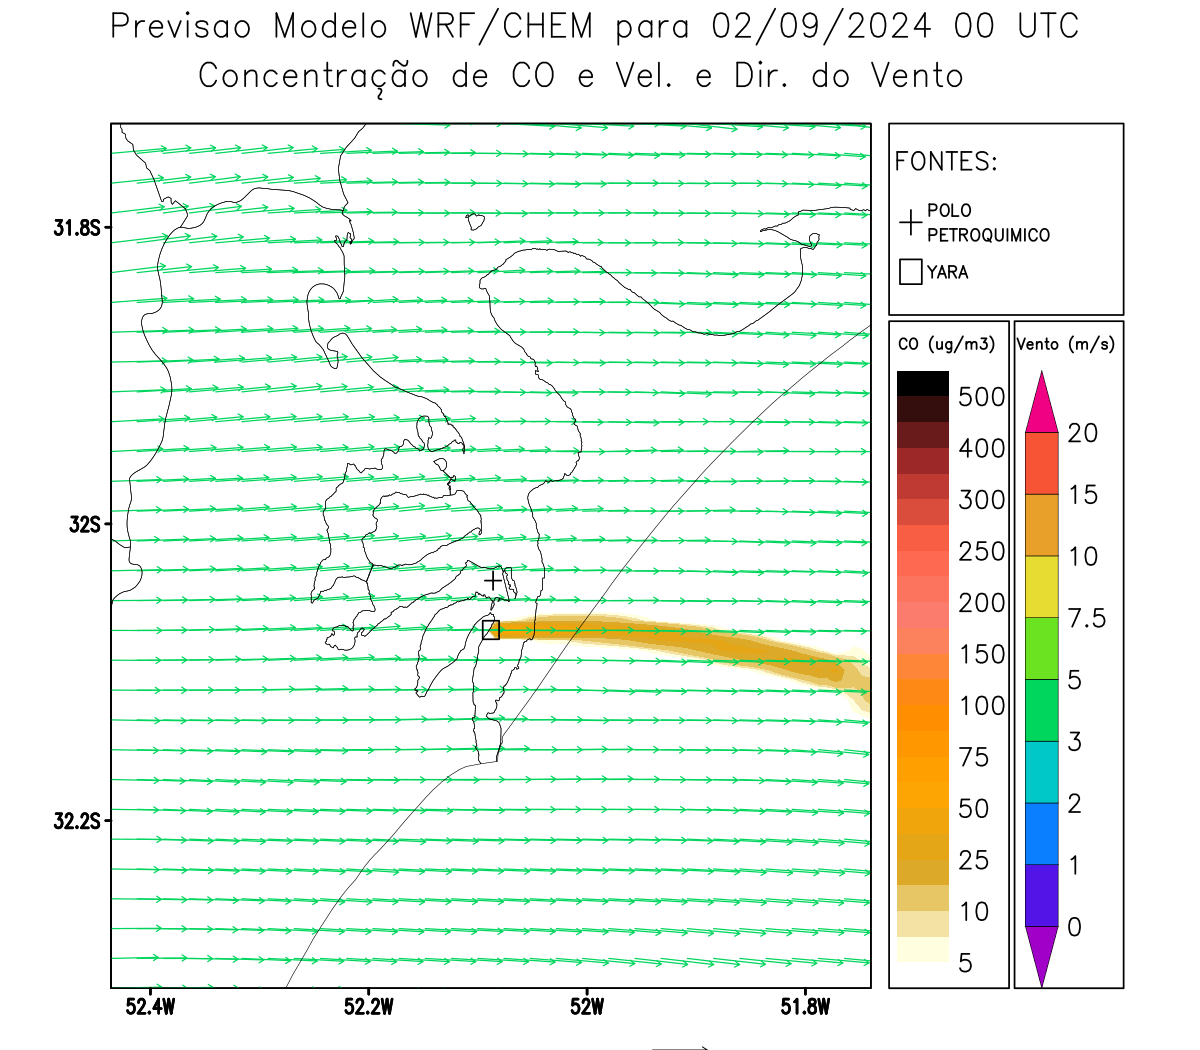 Previsao Modelo WRF/CHEM para 02/09/2024 00 UTC
Concentração de CO e Vel. e Dir. do Vento
FONTES:
POLO
PETROQUIMICO
YARA
CO (ug/m3)
500
400
300
250
200
150
100
75
50
25
10
5
Vento (m/s)
20
15
10
7.5
5
3
2
1
0
31.8S
32S
32.2S
52.4W
52.2W
52W
51.8W